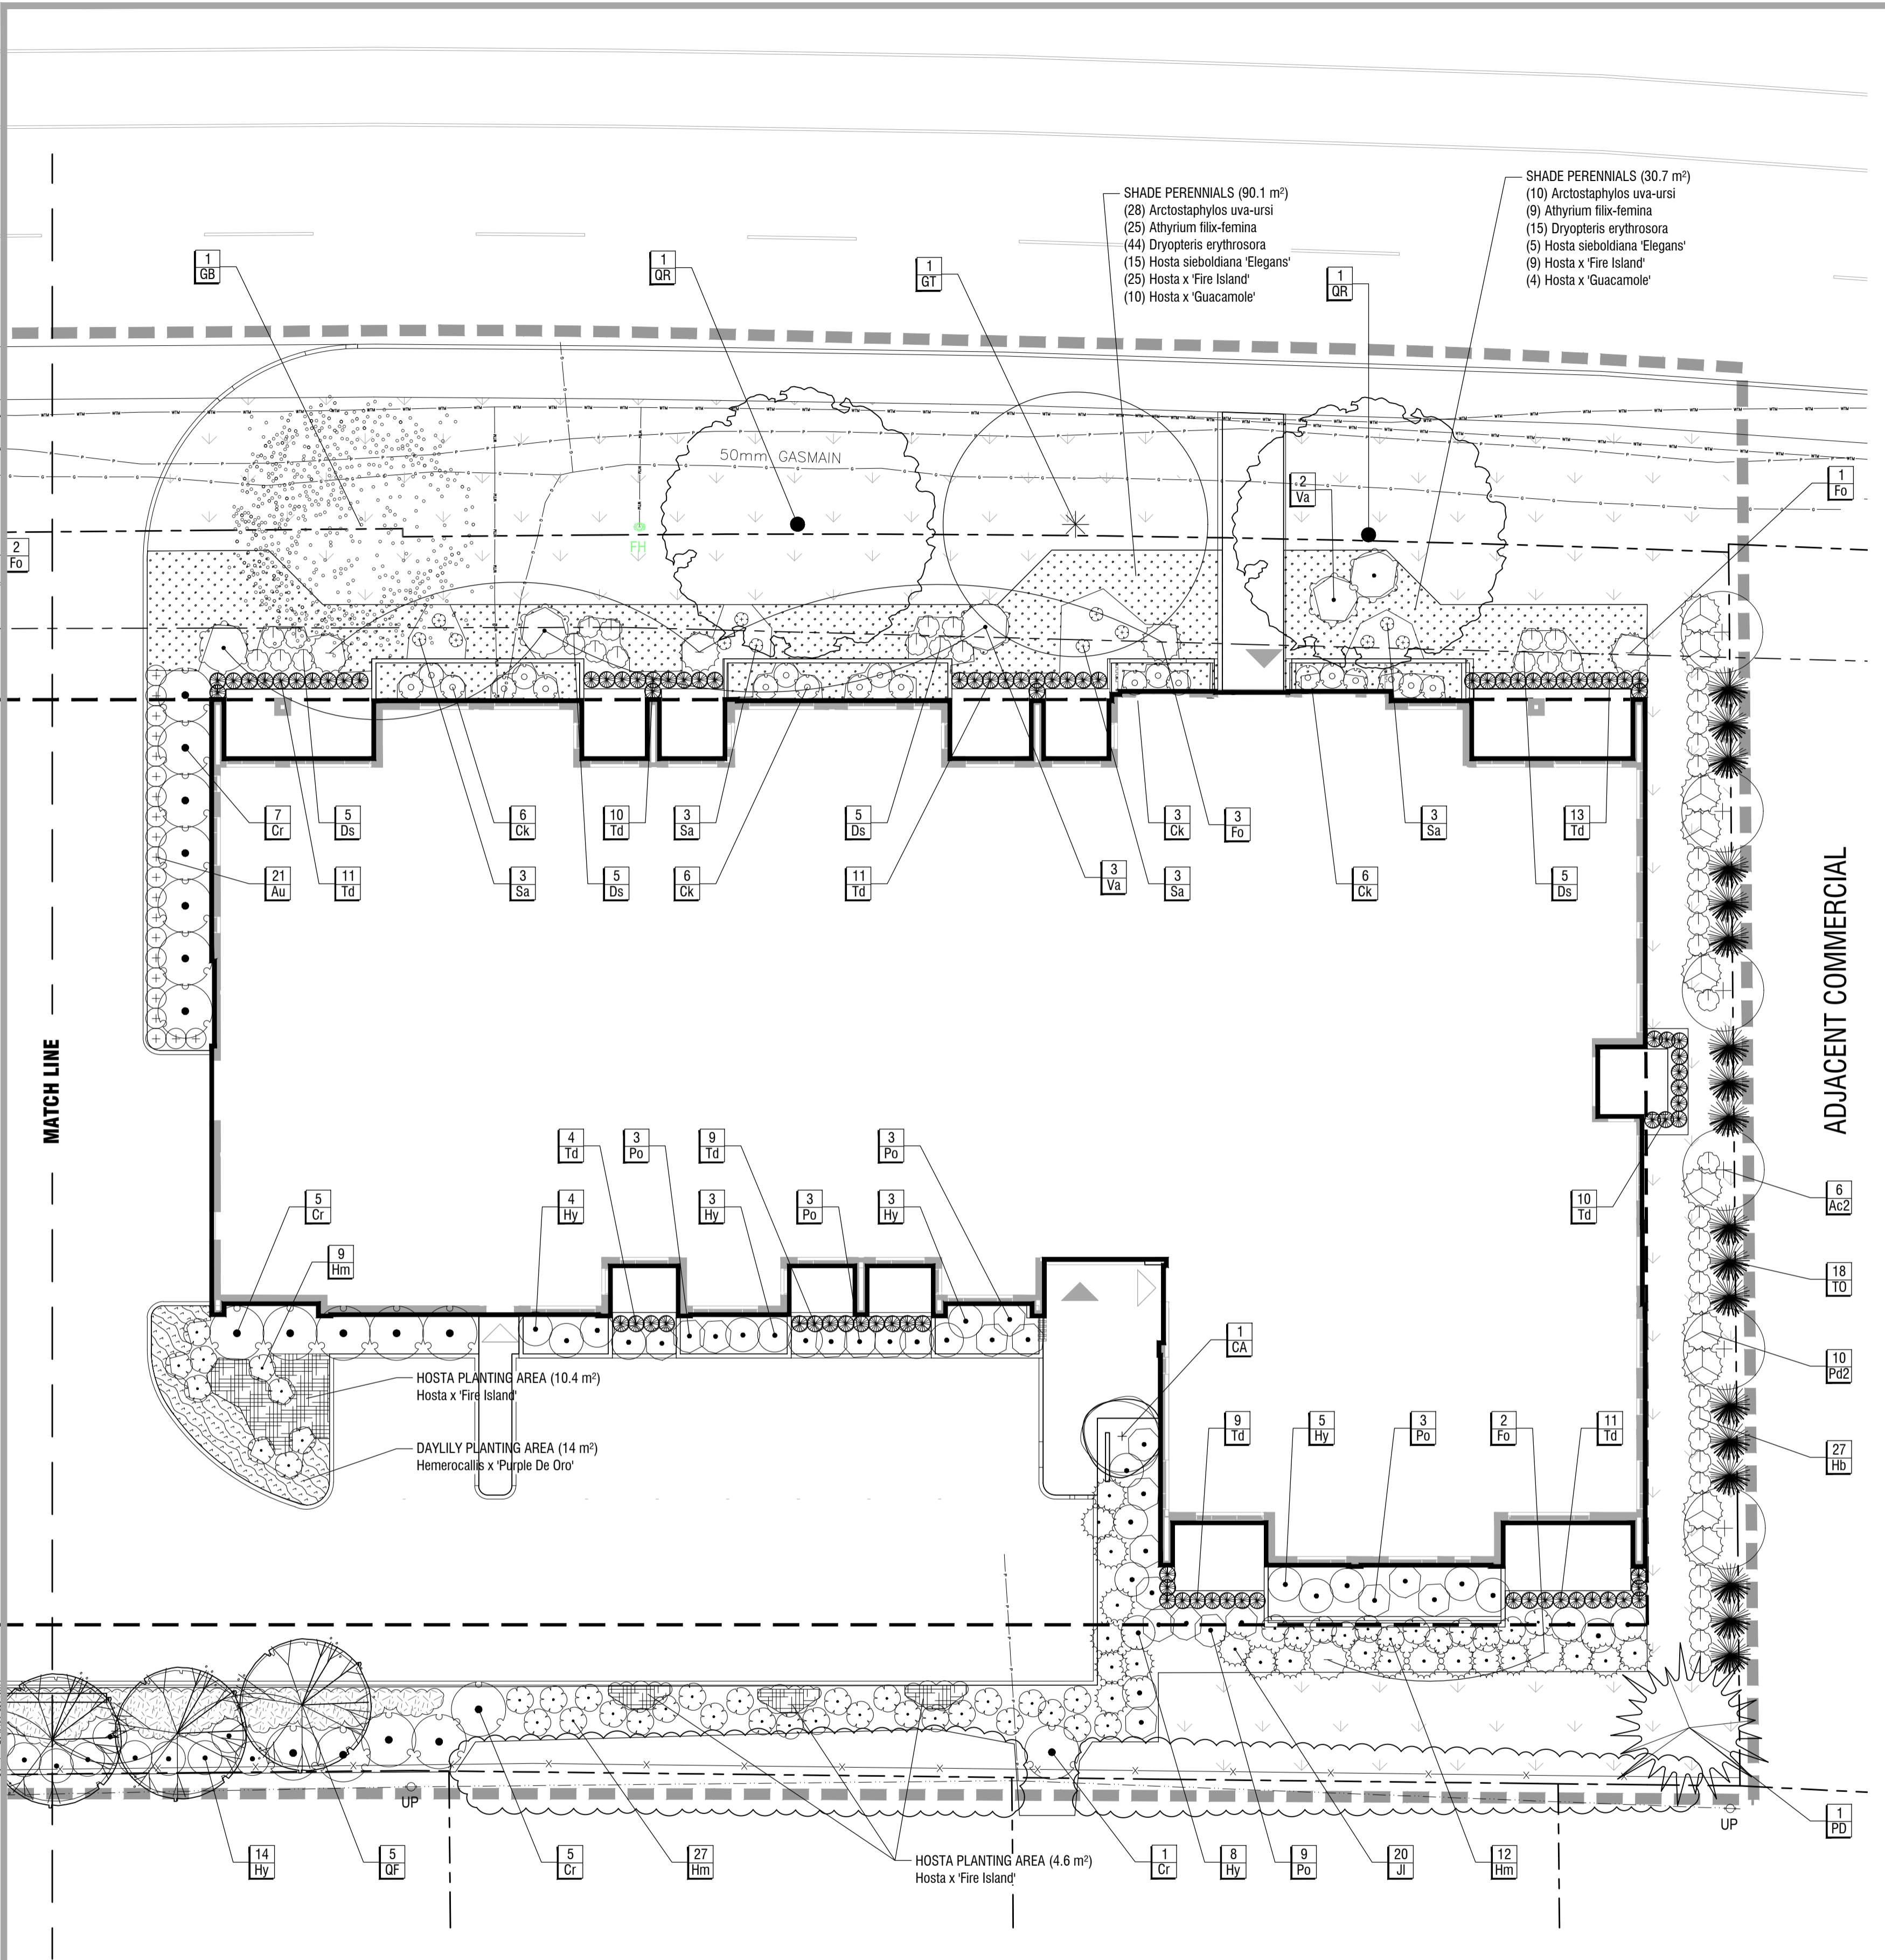 SHADE PERENNIALS (90.1 m²)
(28) Arctostaphylos uva-ursi
(25) Athyrium filix-femina
(44) Dryopteris erythrosora
(15) Hosta sieboldiana 'Elegans'
(25) Hosta x 'Fire Island'
(10) Hosta x 'Guacamole'
SHADE PERENNIALS (30.7 m²)
(10) Arctostaphylos uva-ursi
(9) Athyrium filix-femina
(15) Dryopteris erythrosora
(5) Hosta sieboldiana 'Elegans'
(9) Hosta x 'Fire Island'
(4) Hosta x 'Guacamole'
1
GB
1
QR
1
GT
1
QR
50mm GASMAIN
2
Va
1
Fo
2
Fo
FH
7
Cr
5
Ds
6
Ck
10
Td
3
Sa
5
Ds
3
Ck
3
Fo
3
Sa
13
Td
21
Au
11
Td
3
Sa
5
Ds
6
Ck
11
Td
3
Va
3
Sa
6
Ck
5
Ds
ADJACENT COMMERCIAL
MATCH LINE
4
Td
3
Po
9
Td
3
Po
5
Cr
4
Hy
3
Hy
3
Po
3
Hy
10
Td
6
Ac2
9
Hm
18
TO
1
CA
10
Pd2
HOSTA PLANTING AREA (10.4 m²)
Hosta x 'Fire Island'
DAYLILY PLANTING AREA (14 m²)
Hemerocallis x 'Purple De Oro'
9
Td
5
Hy
3
Po
2
Fo
11
Td
27
Hb
UP
UP
1
PD
14
Hy
5
QF
5
Cr
27
Hm
HOSTA PLANTING AREA (4.6 m²)
Hosta x 'Fire Island'
1
Cr
8
Hy
9
Po
20
JI
12
Hm